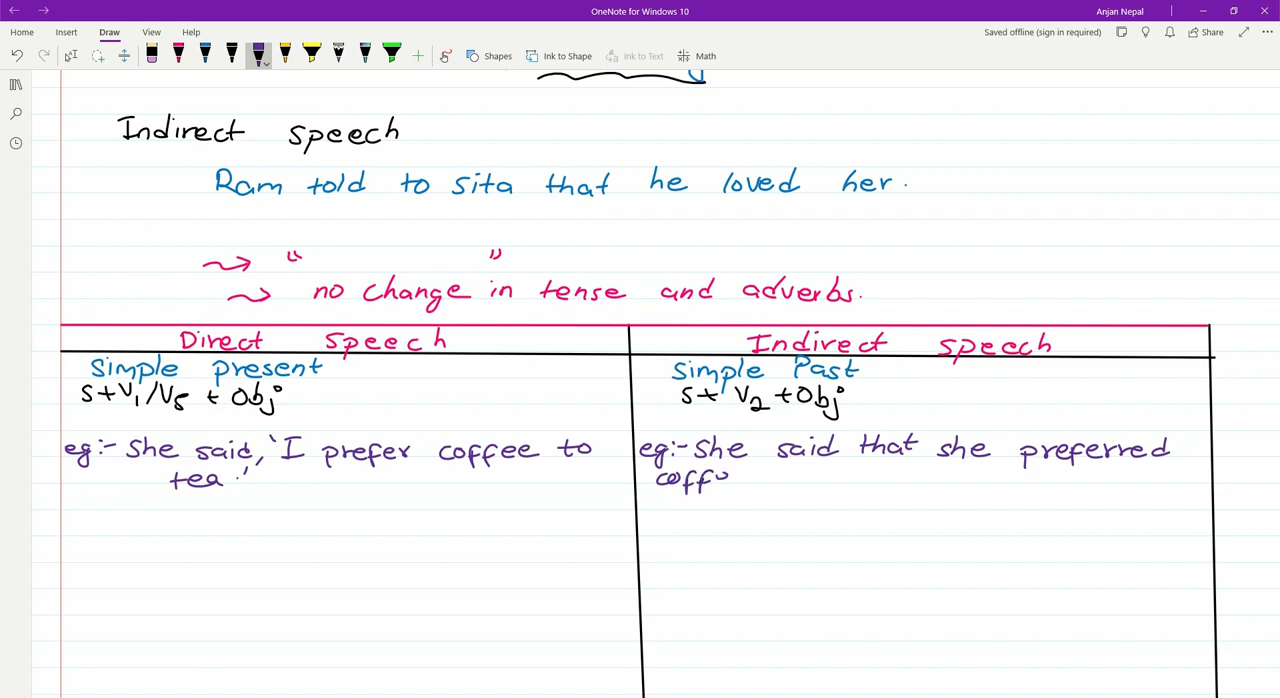 OneNote for Windows 10
Anjan Nepal
Home Insert Draw View Help
Saved offline (sign in required)
Share
Shapes
Ink to Shape
Ink to Text
Math
Indirect speech
Ram told to sita that he loved her.
“ ”
no change in tense and adverbs.
Direct speech
Indirect speech
Simple present
Simple Past
S+V1/V5 + Obj
S+ V2 +Obj
eg:- She said, 'I prefer coffee to
tea.'
eg:- She said that she preferred